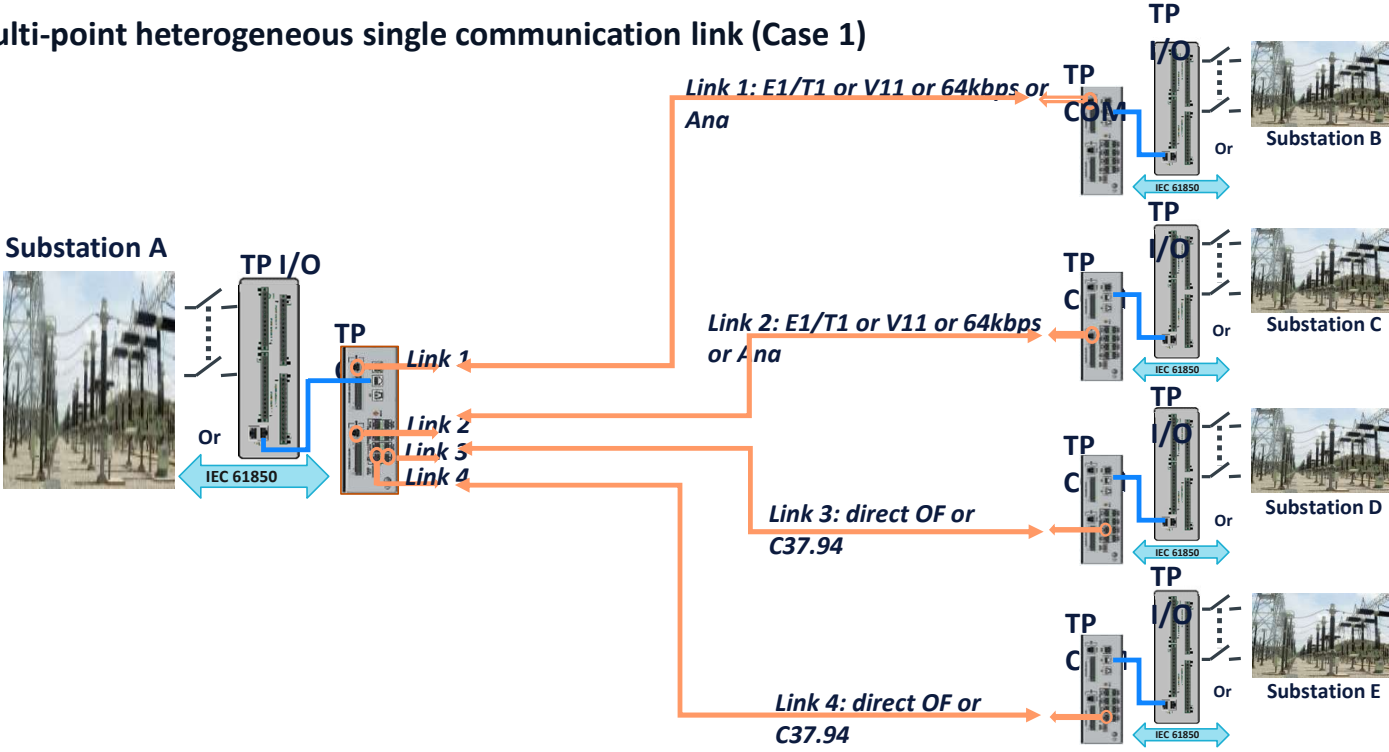 ulti-point heterogeneous single communication link (Case 1)
Substation A
TP I/O
TP
Or
IEC 61850
Link 1
Link 2
Link 3
Link 4
Link 1: E1/T1 or V11 or 64kbps or
Ana
TP
COM
TP
I/O
Or
IEC 61850
Substation B
Link 2: E1/T1 or V11 or 64kbps
or Ana
TP
TP
I/O
Or
IEC 61850
Substation C
Link 3: direct OF or
C37.94
TP
TP
I/O
Or
IEC 61850
Substation D
Link 4: direct OF or
C37.94
TP
TP
I/O
Or
IEC 61850
Substation E